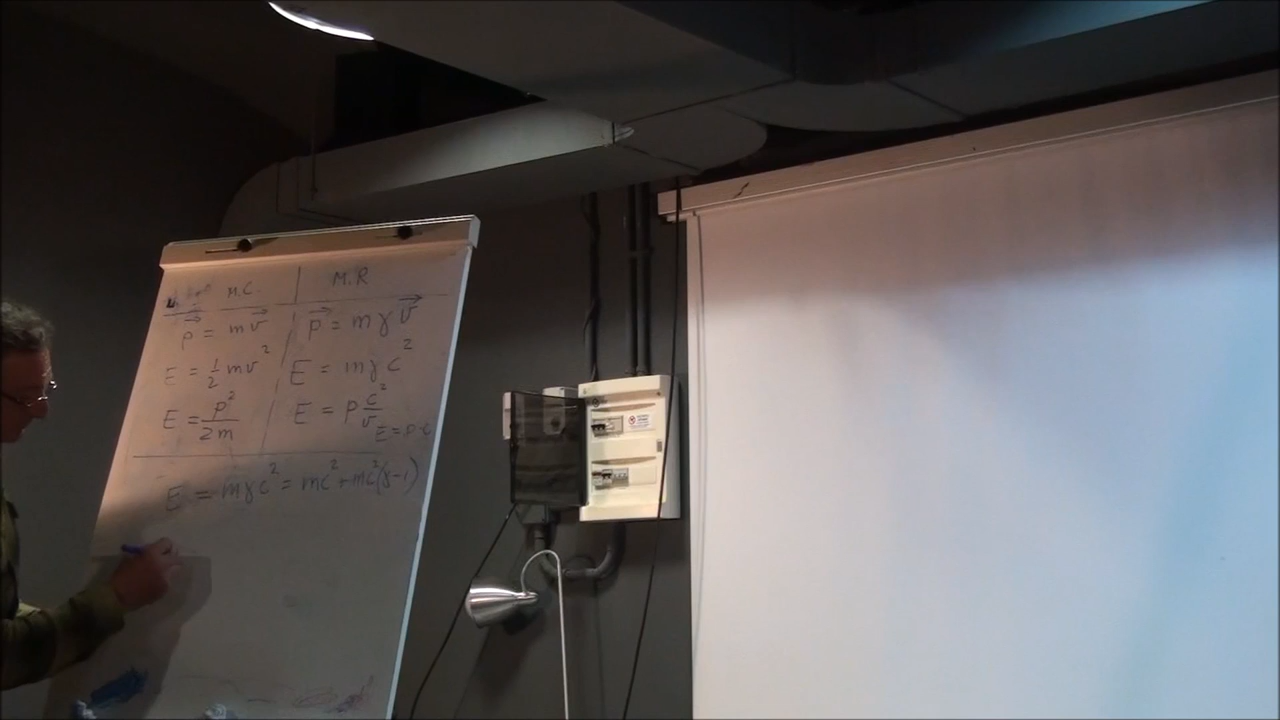 M.C. | M.R
p⃗ = mv⃗ | p⃗ = mγv⃗
E = ½mv² | E = mγc²
E = p²/2m | E = p c²/v
E = p·c
E = mγc² = mc² + mc²(γ-1)